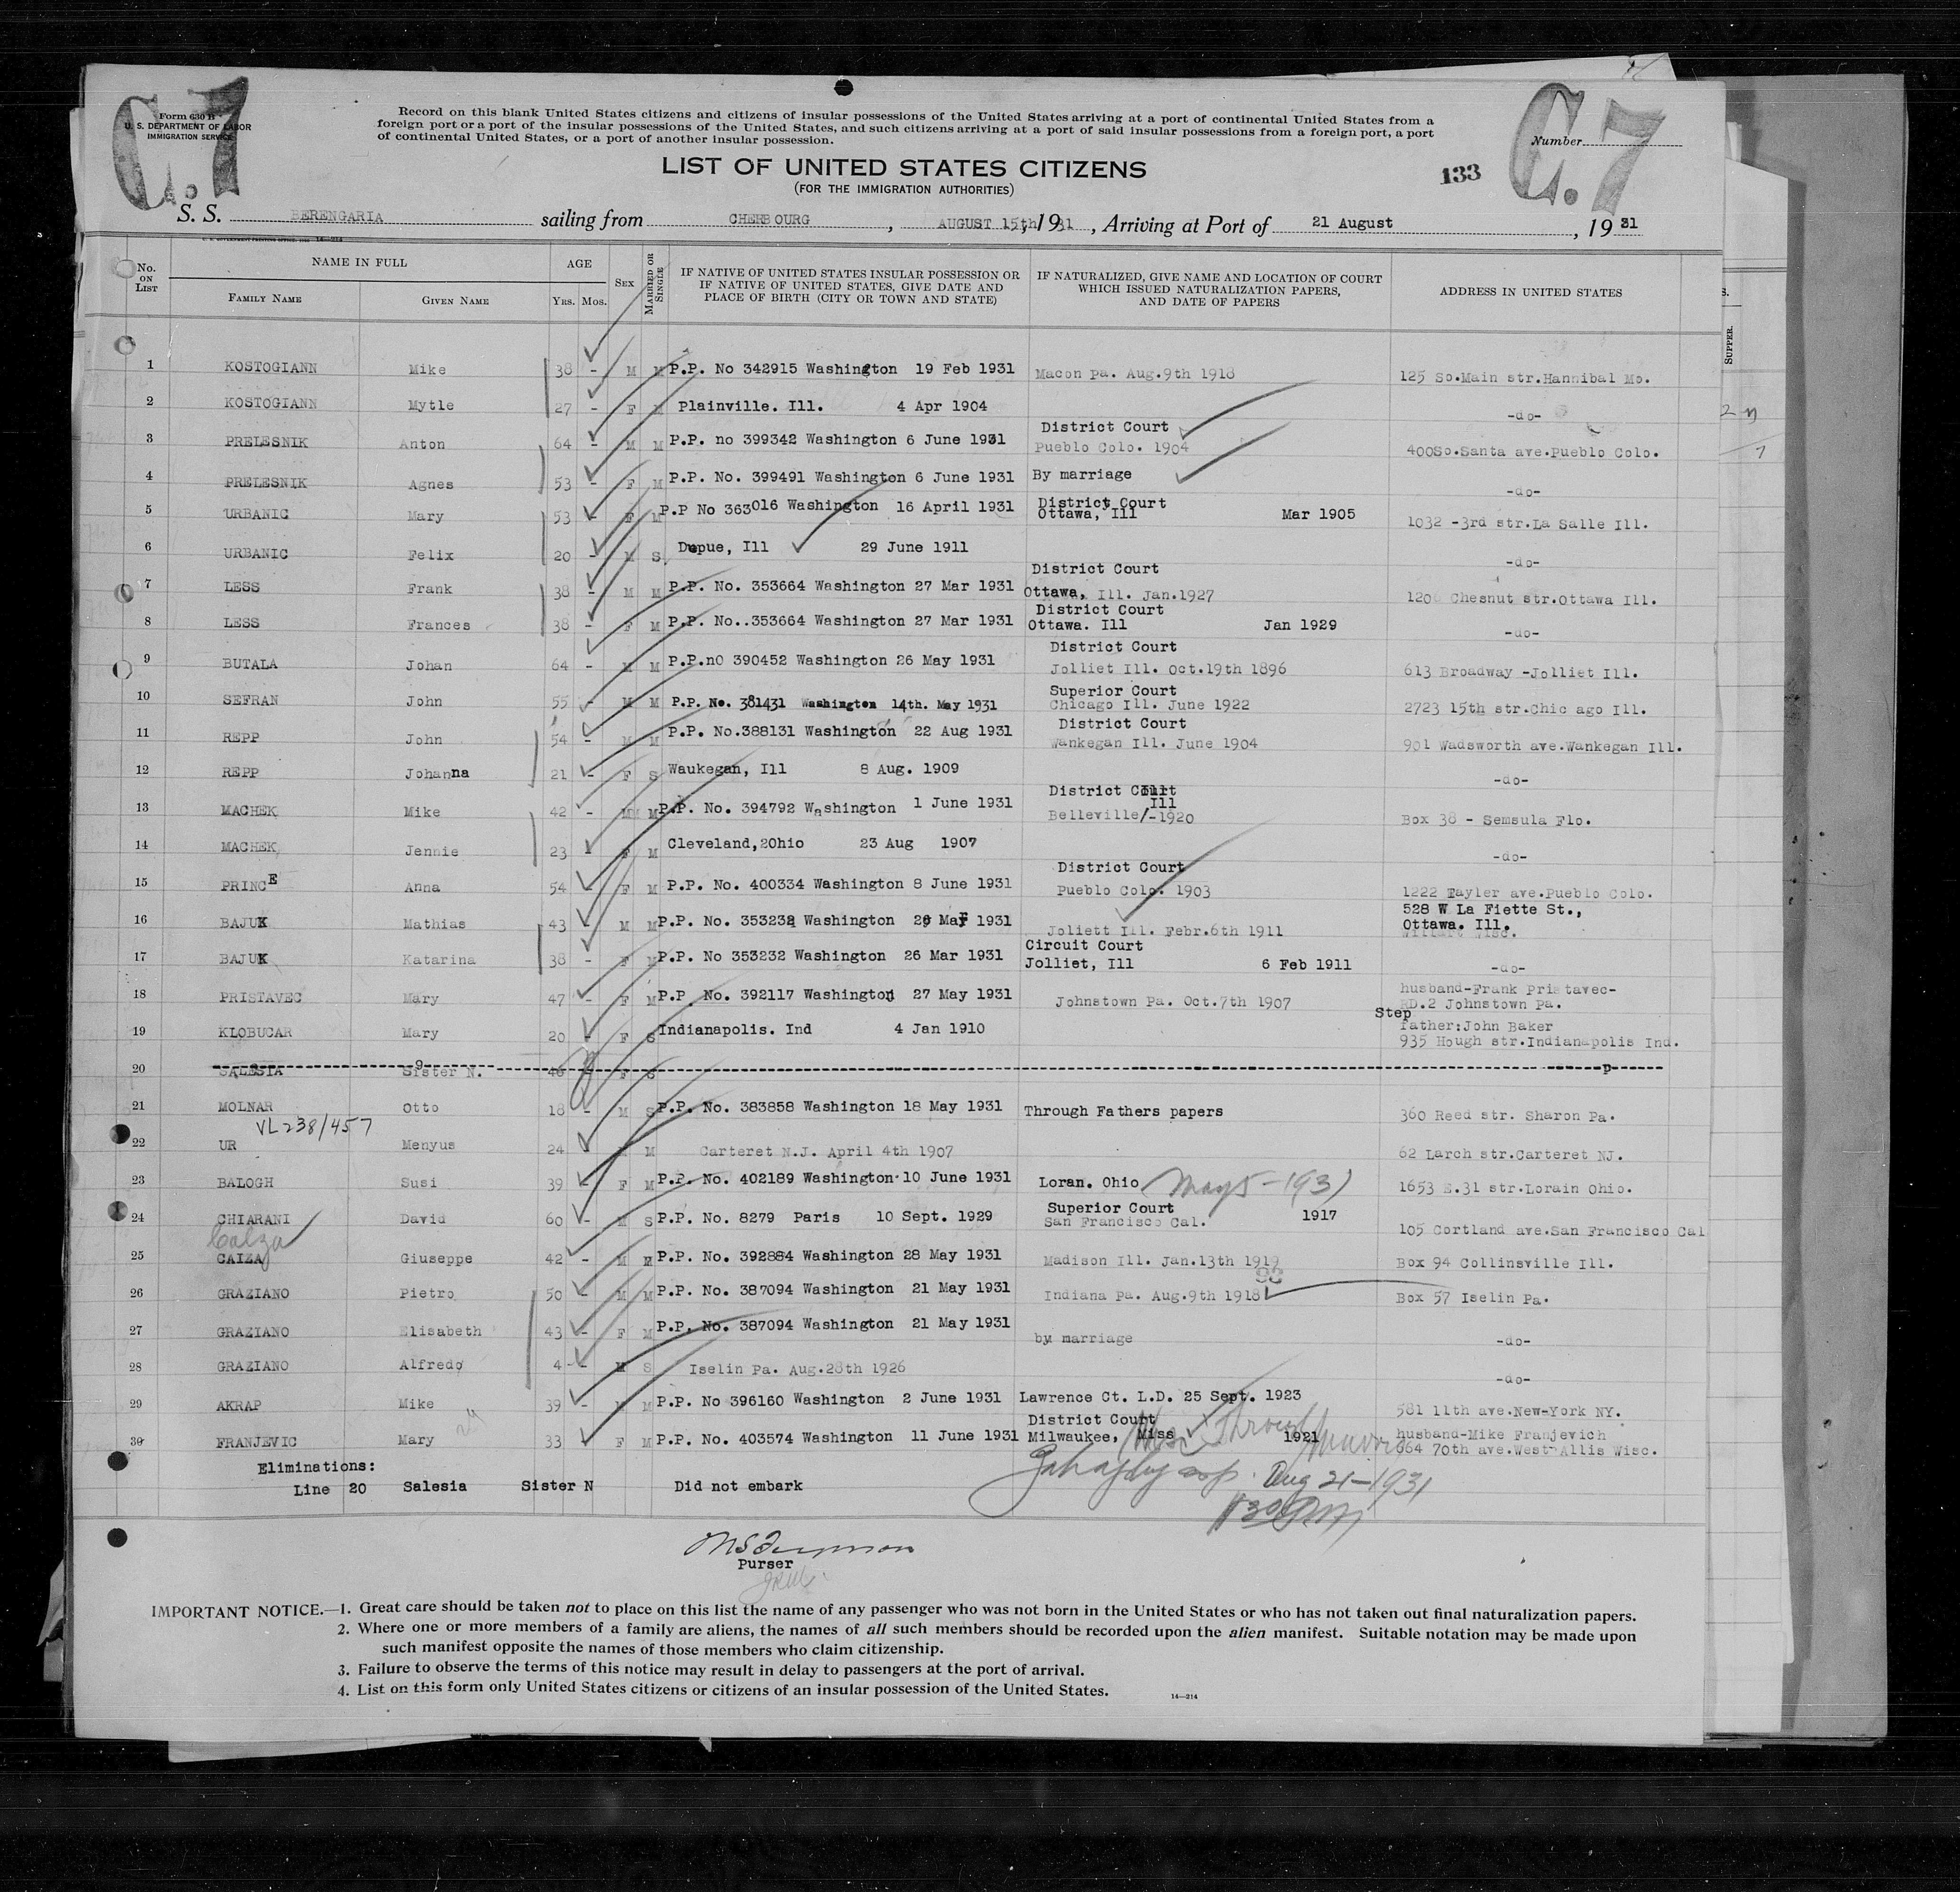 C.7
C.7
Form 630 B
U. S. DEPARTMENT OF LABOR
IMMIGRATION SERVICE
Record on this blank United States citizens and citizens of insular possessions of the United States arriving at a port of continental United States from a
foreign port or a port of the insular possessions of the United States, and such citizens arriving at a port of said insular possessions from a foreign port, a port
of continental United States, or a port of another insular possession.
Number
LIST OF UNITED STATES CITIZENS
(FOR THE IMMIGRATION AUTHORITIES)
133
S. S. BERENGARIA sailing from CHERBOURG, AUGUST 15th, 1931, Arriving at Port of 21 August, 1931
No. ON LIST
NAME IN FULL
FAMILY NAME GIVEN NAME
AGE
YRS. MOS.
SEX
MARRIED OR SINGLE
IF NATIVE OF UNITED STATES INSULAR POSSESSION OR
IF NATIVE OF UNITED STATES, GIVE DATE AND
PLACE OF BIRTH (CITY OR TOWN AND STATE)
IF NATURALIZED, GIVE NAME AND LOCATION OF COURT
WHICH ISSUED NATURALIZATION PAPERS,
AND DATE OF PAPERS
ADDRESS IN UNITED STATES
SUPPER.
1 KOSTOGIANN Mike 38 - M M P.P. No 342915 Washington 19 Feb 1931 Macon pa. Aug.9th 1918 125 So.Main str.Hannibal Mo.
2 KOSTOGIANN Mytle 27 - F M Plainville. Ill. 4 Apr 1904 -do-
3 PRELESNIK Anton 64 - M M P.P. no 399342 Washington 6 June 1931 District Court Pueblo Colo. 1904 400So.Santa ave.Pueblo Colo.
4 PRELESNIK Agnes 53 - F M P.P. No. 399491 Washington 6 June 1931 By marriage -do-
5 URBANIC Mary 53 - F M P.P No 363016 Washington 16 April 1931 District Court Ottawa, Ill Mar 1905 1032 -3rd str.La Salle Ill.
6 URBANIC Felix 20 - M S Depue, Ill 29 June 1911 -do-
7 LESS Frank 38 - M M P.P. No. 353664 Washington 27 Mar 1931 District Court Ottawa, Ill. Jan.1927 120 Chesnut str.Ottawa Ill.
8 LESS Frances 38 - F M P.P. No..353664 Washington 27 Mar 1931 District Court Ottawa. Ill Jan 1929 -do-
9 BUTALA Johan 64 - M M P.P.no 390452 Washington 26 May 1931 District Court Jolliet Ill. Oct.19th 1896 613 Broadway -Jolliet Ill.
10 SEFRAN John 55 - M M P.P. No. 381431 Washington 14th. May 1931 Superior Court Chicago Ill. June 1922 2723 15th str.Chic ago Ill.
11 REPP John 54 - M M P.P. No.388131 Washington 22 Aug 1931 District Court Wankegan Ill. June 1904 901 Wadsworth ave.Wankegan Ill.
12 REPP Johanna 21 - F S Waukegan, Ill 8 Aug. 1909 -do-
13 MACHEK Mike 42 - M M P.P. No. 394792 Washington 1 June 1931 District Court Ill Belleville/-1920 Box 38 - Semsula Flo.
14 MACHEK Jennie 23 - F M Cleveland,2Ohio 23 Aug 1907 -do-
15 PRINCE Anna 54 - F M P.P. No. 400334 Washington 8 June 1931 District Court Pueblo Colo. 1903 1222 Tayler ave.Pueblo Colo.
16 BAJUK Mathias 43 - M M P.P. No. 353232 Washington 26 Mar 1931 Joliett Ill. Febr.6th 1911 528 W La Fiette St., Ottawa. Ill.
17 BAJUK Katarina 38 - F M P.P. No 353232 Washington 26 Mar 1931 Circuit Court Jolliet, Ill 6 Feb 1911 -do-
18 PRISTAVEC Mary 47 - F M P.P. No. 392117 Washington 27 May 1931 Johnstown Pa. Oct.7th 1907 husband-Frank Pristavec- RD.2 Johnstown Pa.
19 KLOBUCAR Mary 20 - F S Indianapolis. Ind 4 Jan 1910 Step father:John Baker 935 Hough str.Indianapolis Ind.
20 SALESIA Sister N. 46 - F S
21 MOLNAR Otto 18 - M S P.P. No. 383858 Washington 18 May 1931 Through Fathers papers 360 Reed str. Sharon Pa.
VL238/457
22 UR Menyus 24 - M Carteret N.J. April 4th 1907 62 Larch str.Carteret NJ.
23 BALOGH Susi 39 - F M P.P. No. 402189 Washington 10 June 1931 Loran. Ohio May 5-1931 1653 E.31 str.Lorain Ohio.
24 CHIARANI David 60 - M S P.P. No. 8279 Paris 10 Sept. 1929 Superior Court San Francisco Cal. 1917 105 Cortland ave.San Francisco Cal
Calza
25 CAIZA Giuseppe 42 - M M P.P. No. 392884 Washington 28 May 1931 Madison Ill. Jan.13th 1919 Box 94 Collinsville Ill.
26 GRAZIANO Pietro 50 - M M P.P. No. 387094 Washington 21 May 1931 Indiana pa. Aug.9th 1918 Box 57 Iselin Pa.
27 GRAZIANO Elisabeth 43 - F M P.P. No. 387094 Washington 21 May 1931 by marriage -do-
28 GRAZIANO Alfredo 4 - M S Iselin Pa. Aug.28th 1926 -do-
29 AKRAP Mike 39 - M M P.P. No 396160 Washington 2 June 1931 Lawrence Ct. L.D. 25 Sept. 1923 581 11th ave.New-York NY.
30 FRANJEVIC Mary 33 F M P.P. No. 403574 Washington 11 June 1931 District Court Milwaukee, Miss 1921 husband-Mike Franjevich 664 70th ave.West-Allis Wisc.
Eliminations:
Line 20 Salesia Sister N Did not embark
Aug 21-1931
Purser
IMPORTANT NOTICE.—1. Great care should be taken not to place on this list the name of any passenger who was not born in the United States or who has not taken out final naturalization papers.
2. Where one or more members of a family are aliens, the names of all such members should be recorded upon the alien manifest. Suitable notation may be made upon
such manifest opposite the names of those members who claim citizenship.
3. Failure to observe the terms of this notice may result in delay to passengers at the port of arrival.
4. List on this form only United States citizens or citizens of an insular possession of the United States.
14—214